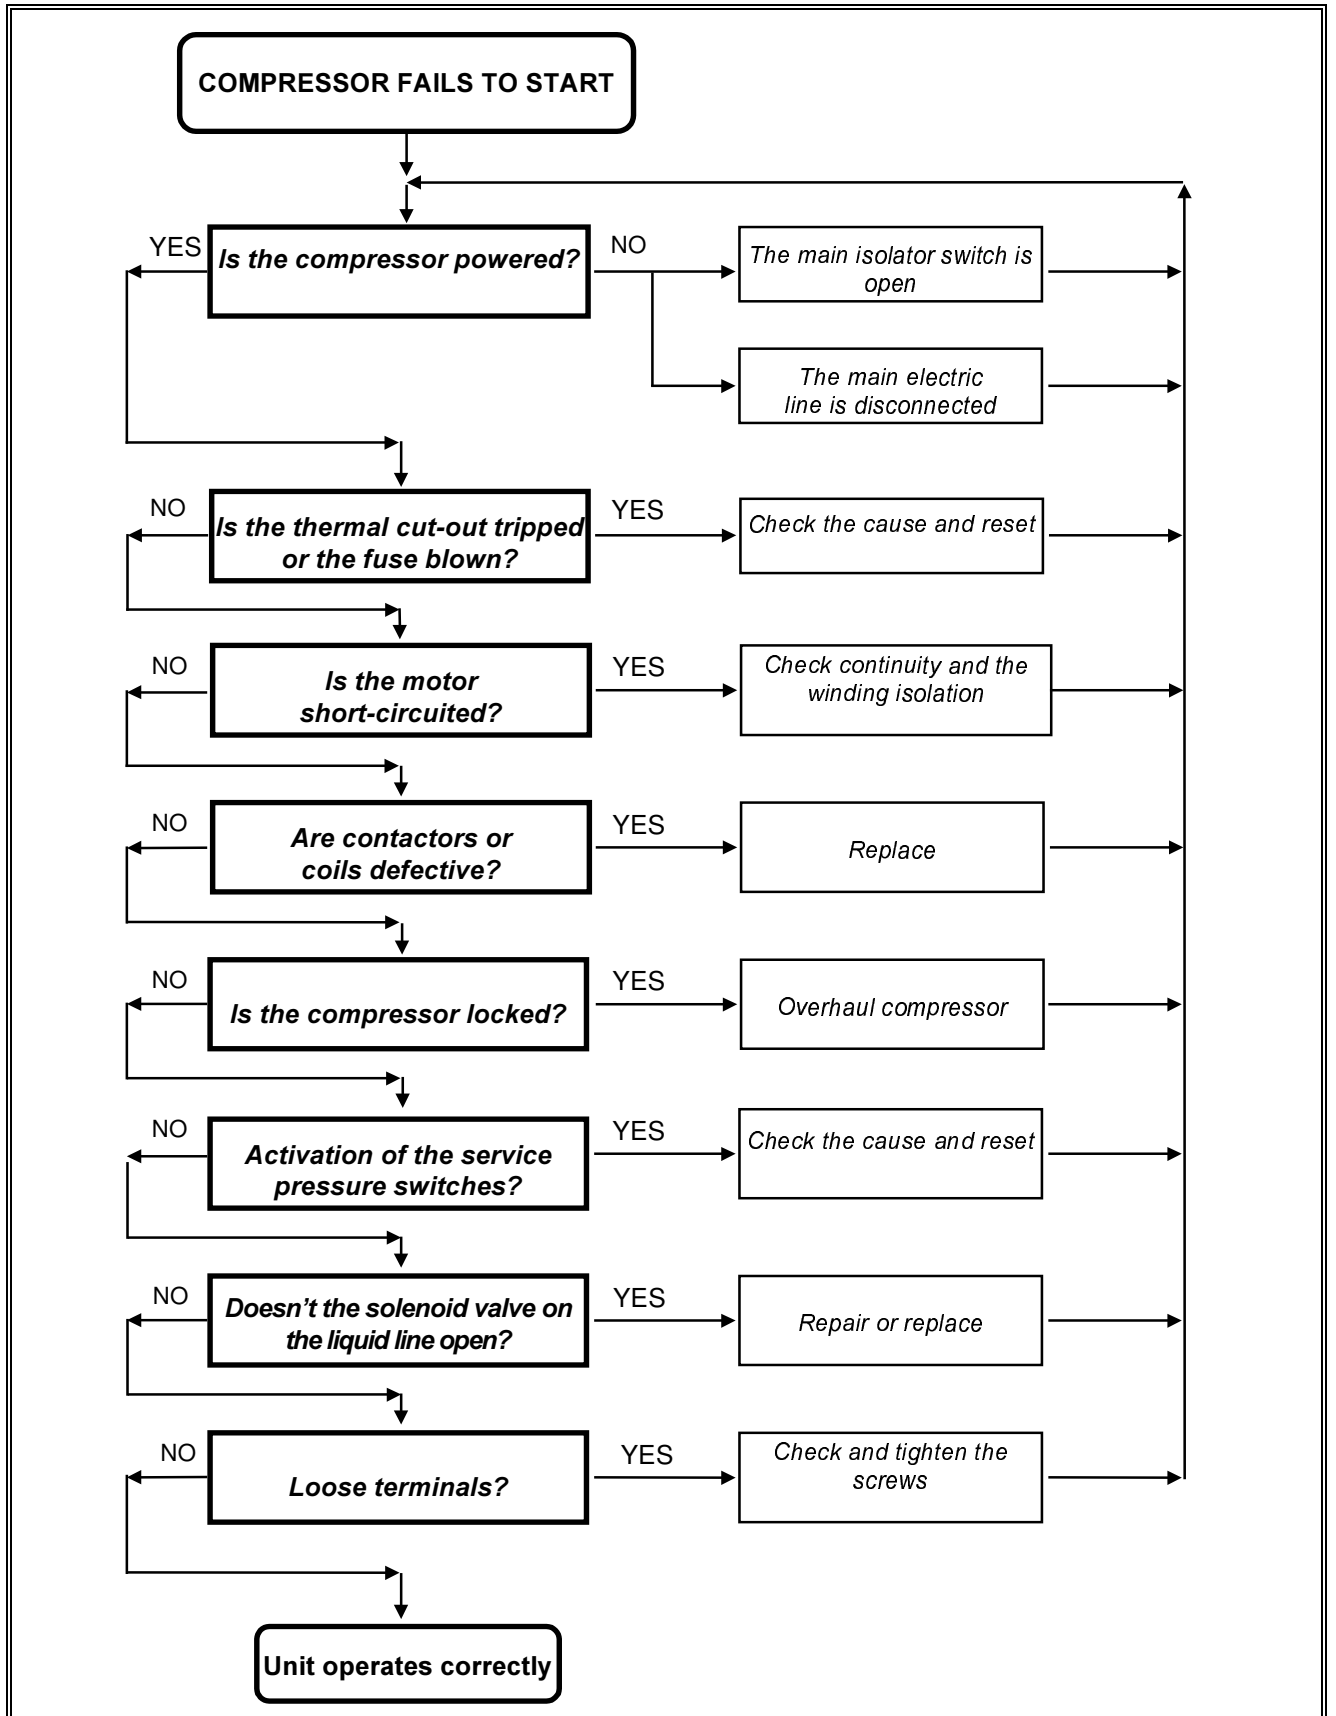 COMPRESSOR FAILS TO START
YES
Is the compressor powered?
NO
The main isolator switch is
open
The main electric
line is disconnected
NO
Is the thermal cut-out tripped
or the fuse blown?
YES
Check the cause and reset
NO
Is the motor
short-circuited?
YES
Check continuity and the
winding isolation
NO
Are contactors or
coils defective?
YES
Replace
NO
Is the compressor locked?
YES
Overhaul compressor
NO
Activation of the service
pressure switches?
YES
Check the cause and reset
NO
Doesn't the solenoid valve on
the liquid line open?
YES
Repair or replace
NO
Loose terminals?
YES
Check and tighten the
screws
Unit operates correctly